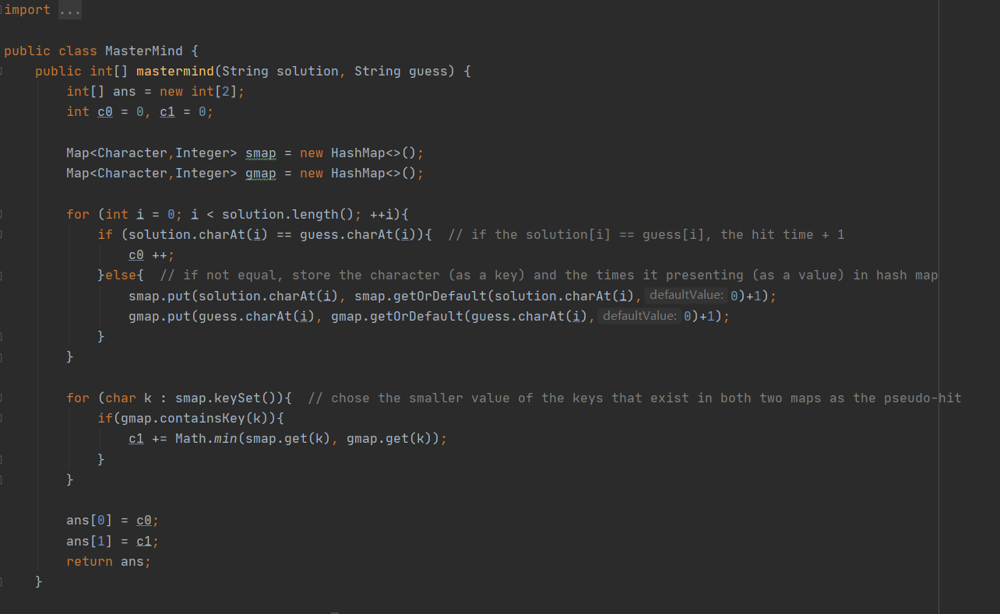 import ...
public class MasterMind {
    public int[] mastermind(String solution, String guess) {
        int[] ans = new int[2];
        int c0 = 0, c1 = 0;
        Map<Character,Integer> smap = new HashMap<>();
        Map<Character,Integer> gmap = new HashMap<>();
        for (int i = 0; i < solution.length(); ++i){
            if (solution.charAt(i) == guess.charAt(i)){  // if the solution[i] == guess[i], the hit time + 1
                c0 ++;
            }else{  // if not equal, store the character (as a key) and the times it presenting (as a value) in hash map
                smap.put(solution.charAt(i), smap.getOrDefault(solution.charAt(i), defaultValue: 0)+1);
                gmap.put(guess.charAt(i), gmap.getOrDefault(guess.charAt(i), defaultValue: 0)+1);
            }
        }
        for (char k : smap.keySet()){  // chose the smaller value of the keys that exist in both two maps as the pseudo-hit
            if(gmap.containsKey(k)){
                c1 += Math.min(smap.get(k), gmap.get(k));
            }
        }
        ans[0] = c0;
        ans[1] = c1;
        return ans;
    }